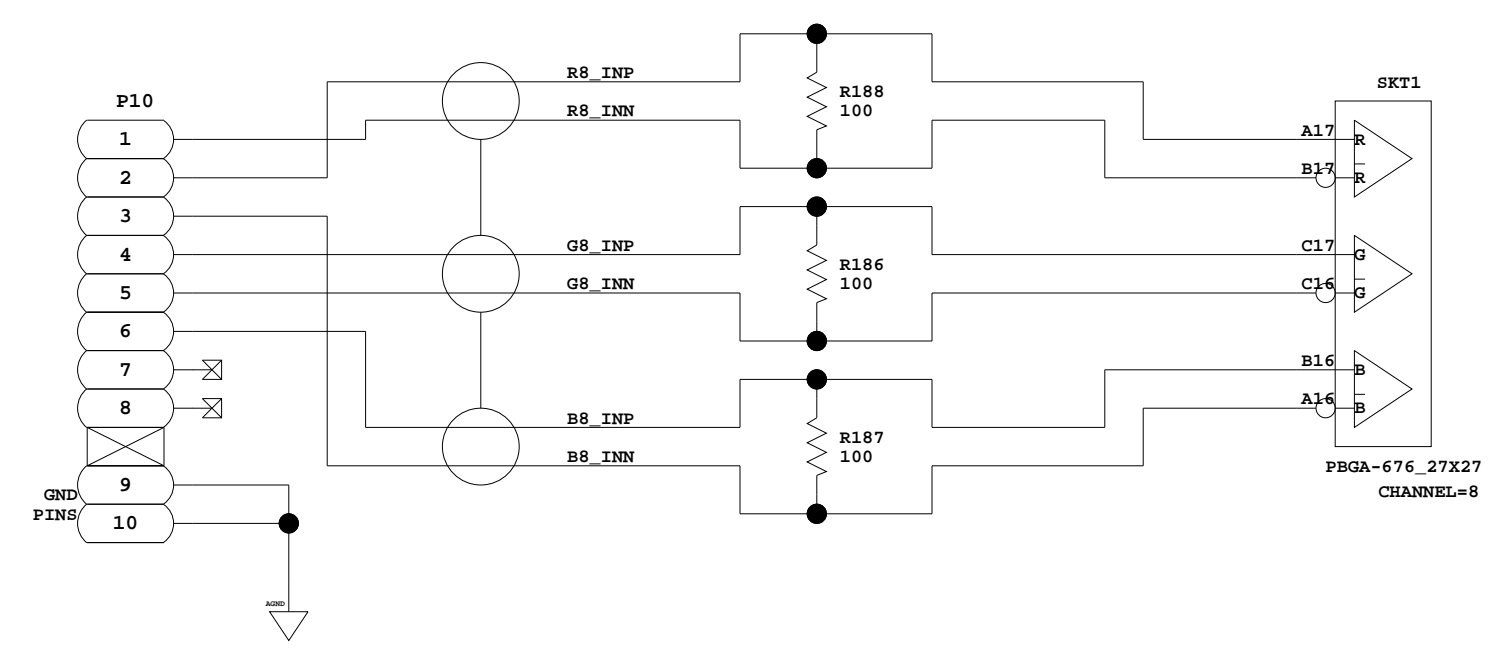 P10
1
2
3
4
5
6
7
8
9
10
GND
PINS
AGND
R8_INP
R8_INN
G8_INP
G8_INN
B8_INP
B8_INN
R188
100
R186
100
R187
100
SKT1
A17
R
B17
R
C17
G
C16
G
B16
B
A16
B
PBGA-676_27X27
CHANNEL=8